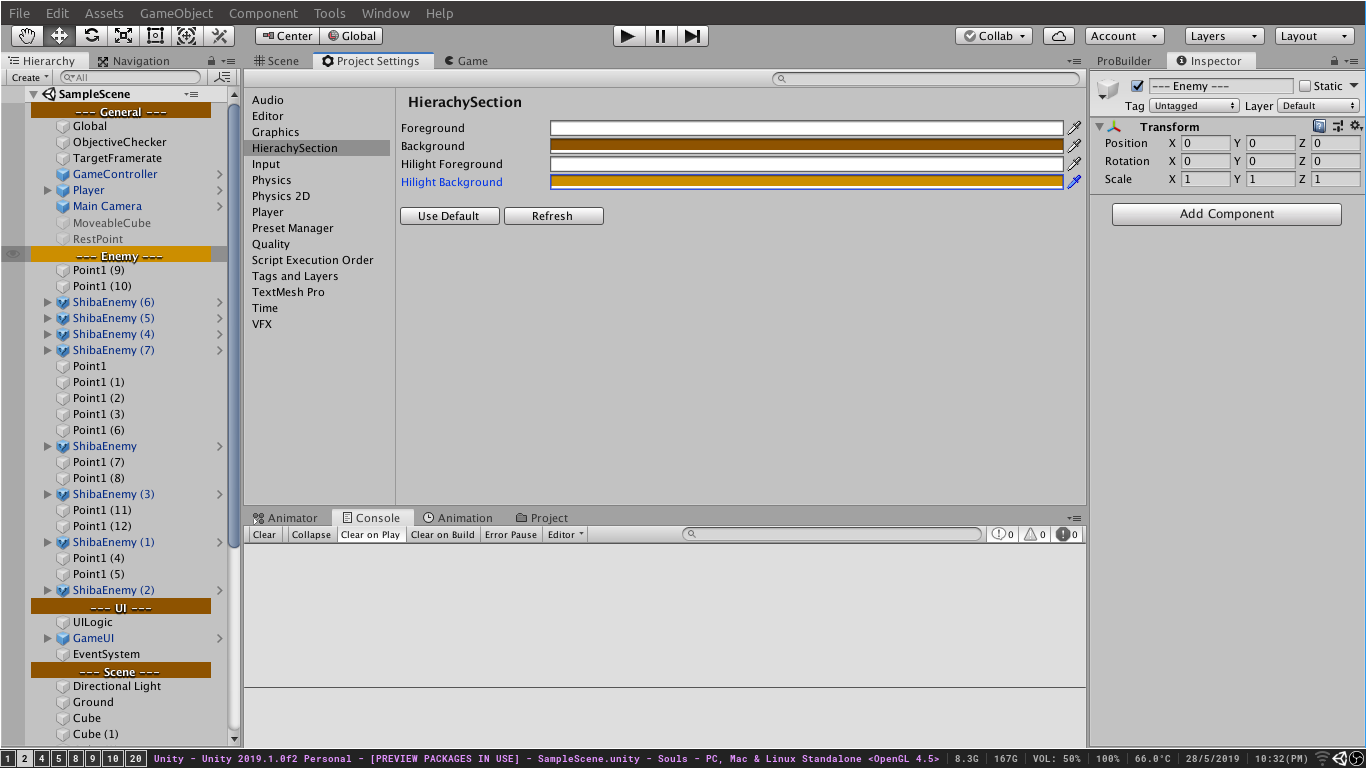 File Edit Assets GameObject Component Tools Window Help
Center Global Collab Account Layers Layout
Hierarchy Navigation
Create All
SampleScene
--- General ---
Global
ObjectiveChecker
TargetFramerate
GameController
Player
Main Camera
MoveableCube
RestPoint
--- Enemy ---
Point1 (9)
Point1 (10)
ShibaEnemy (6)
ShibaEnemy (5)
ShibaEnemy (4)
ShibaEnemy (7)
Point1
Point1 (1)
Point1 (2)
Point1 (3)
Point1 (6)
ShibaEnemy
Point1 (7)
Point1 (8)
ShibaEnemy (3)
Point1 (11)
Point1 (12)
ShibaEnemy (1)
Point1 (4)
Point1 (5)
ShibaEnemy (2)
--- UI ---
UILogic
GameUI
EventSystem
--- Scene ---
Directional Light
Ground
Cube
Cube (1)
Scene Project Settings Game
Audio
Editor
Graphics
HierachySection
Input
Physics
Physics 2D
Player
Preset Manager
Quality
Script Execution Order
Tags and Layers
TextMesh Pro
Time
VFX
HierachySection
Foreground
Background
Hilight Foreground
Hilight Background
Use Default Refresh
Animator Console Animation Project
Clear Collapse Clear on Play Clear on Build Error Pause Editor 0 0 0
ProBuilder Inspector
--- Enemy --- Static
Tag Untagged Layer Default
Transform
Position X 0 Y 0 Z 0
Rotation X 0 Y 0 Z 0
Scale X 1 Y 1 Z 1
Add Component
1 2 4 5 8 9 10 20 Unity - Unity 2019.1.0f2 Personal - [PREVIEW PACKAGES IN USE] - SampleScene.unity - Souls - PC, Mac & Linux Standalone <OpenGL 4.5> 8.3G 167G VOL: 50% 100% 66.0°C 28/5/2019 10:32(PM)